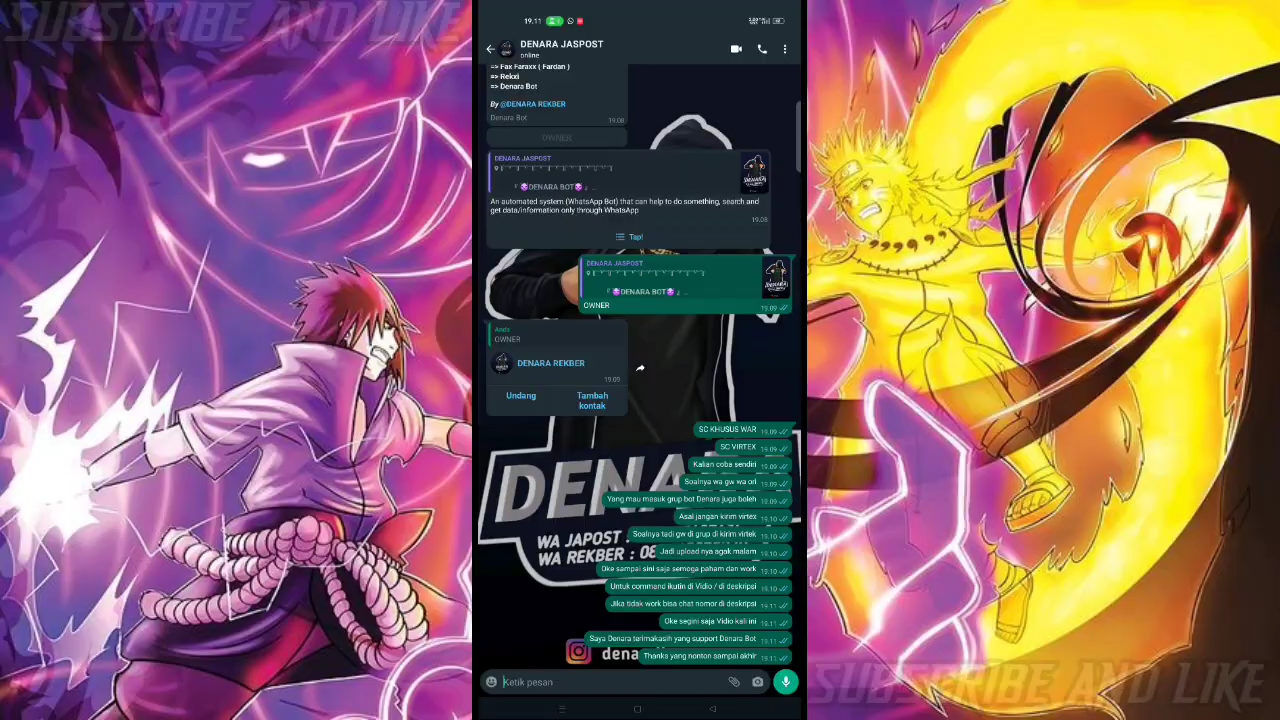 SUBSCRIBE AND LIKE
19.11
DENARA JASPOST
online
=> Fax Faraxx ( Fardan )
=> Rekxi
=> Denara Bot
By @DENARA REKBER
Denara Bot
19.08
OWNER
DENARA JASPOST
『 😈DENARA BOT😈 』 ...
An automated system (WhatsApp Bot) that can help to do something, search and
get data/information only through WhatsApp
19.08
Tap!
DENARA JASPOST
『 😈DENARA BOT😈 』 ...
OWNER
19.09
Anda
OWNER
DENARA REKBER
19.09
Undang
Tambah
kontak
SC KHUSUS WAR 19.09
SC VIRTEX 19.09
Kalian coba sendiri 19.09
Soalnya wa gw wa ori 19.09
Yang mau masuk grup bot Denara juga boleh 19.09
Asal jangan kirim virtex 19.10
Soalnya tadi gw di grup di kirim virtek 19.10
Jadi upload nya agak malam 19.10
Oke sampai sini saja semoga paham dan work 19.10
Untuk command ikutin di Vidio / di deskripsi 19.10
Jika tidak work bisa chat nomor di deskripsi 19.11
Oke segini saja Vidio kali ini 19.11
Saya Denara terimakasih yang support Denara Bot 19.11
Thanks yang nonton sampai akhir 19.11
DENA
WA JAPOST :
WA REKBER : 08
dena
Ketik pesan
SUBSCRIBE AND LIKE